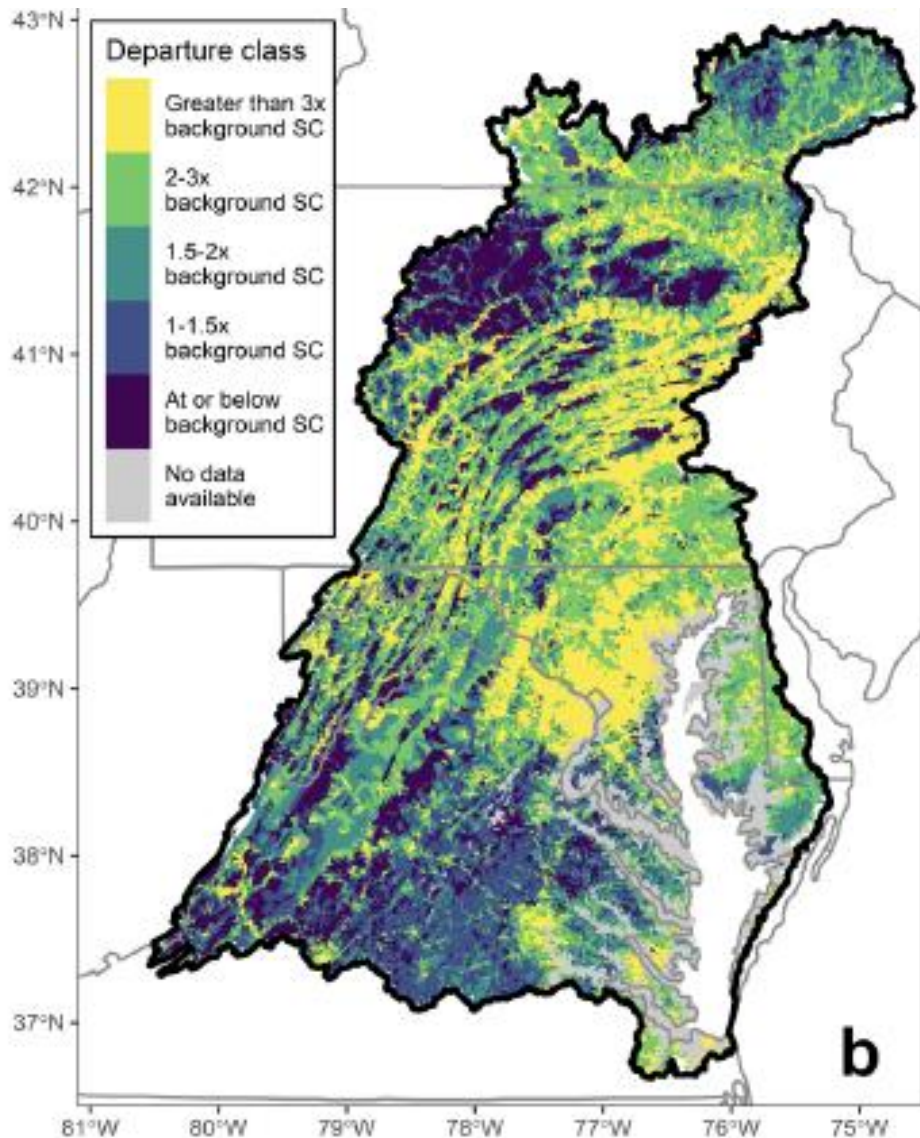 43°N
42°N
41°N
40°N
39°N
38°N
37°N
Departure class
Greater than 3x
background SC
2-3x
background SC
1.5-2x
background SC
1-1.5x
background SC
At or below
background SC
No data
available
b
81°W 80°W 79°W 78°W 77°W 76°W 75°W